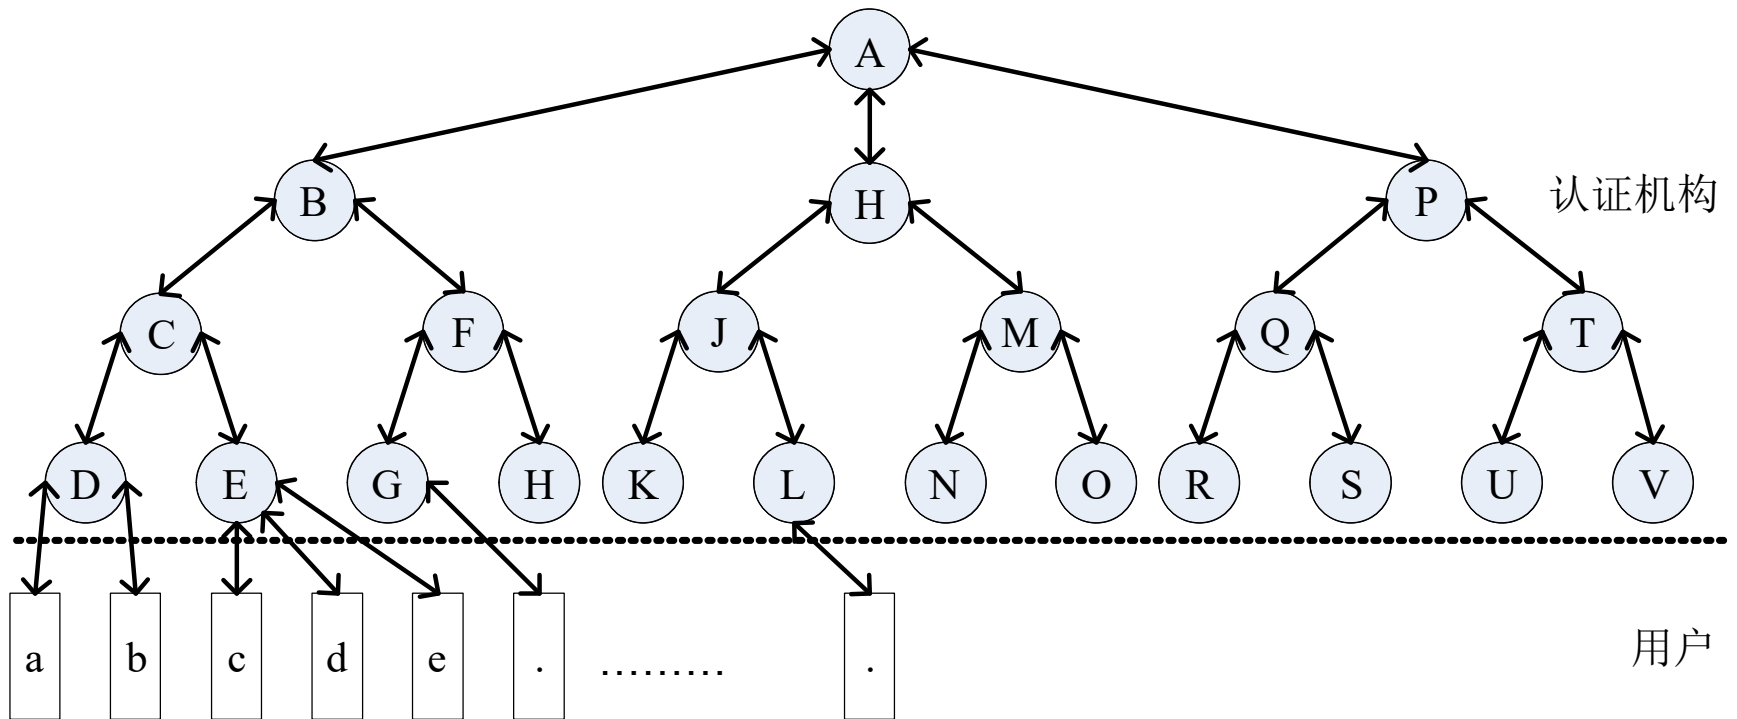 A
B
H
P
认证机构
C
F
J
M
Q
T
D
E
G
H
K
L
N
O
R
S
U
V
a
b
c
d
e
.
.........
.
用户